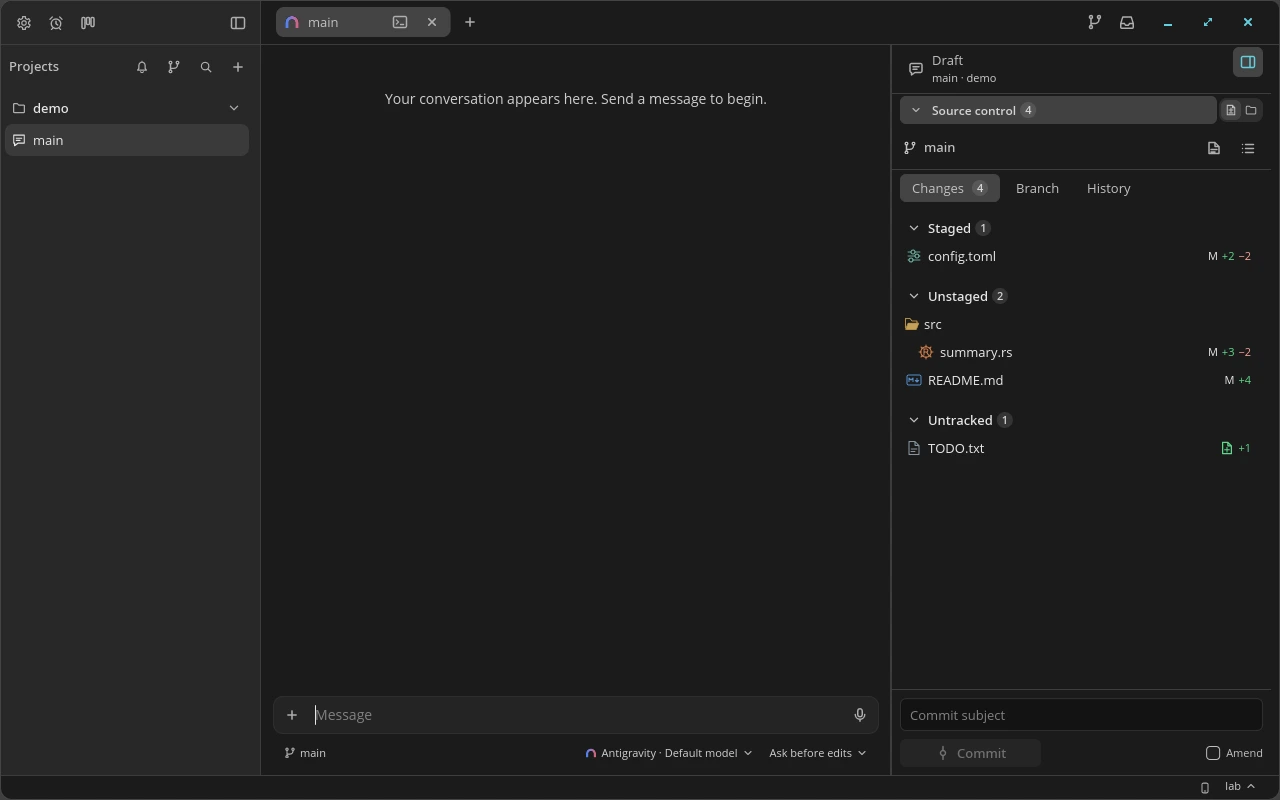 main
Projects
demo
main
Your conversation appears here. Send a message to begin.
Message
main
Antigravity · Default model
Ask before edits
Draft
main · demo
Source control 4
main
Changes 4
Branch
History
Staged 1
config.toml M +2 −2
Unstaged 2
src
summary.rs M +3 −2
README.md M +4
Untracked 1
TODO.txt +1
Commit subject
Commit
Amend
lab